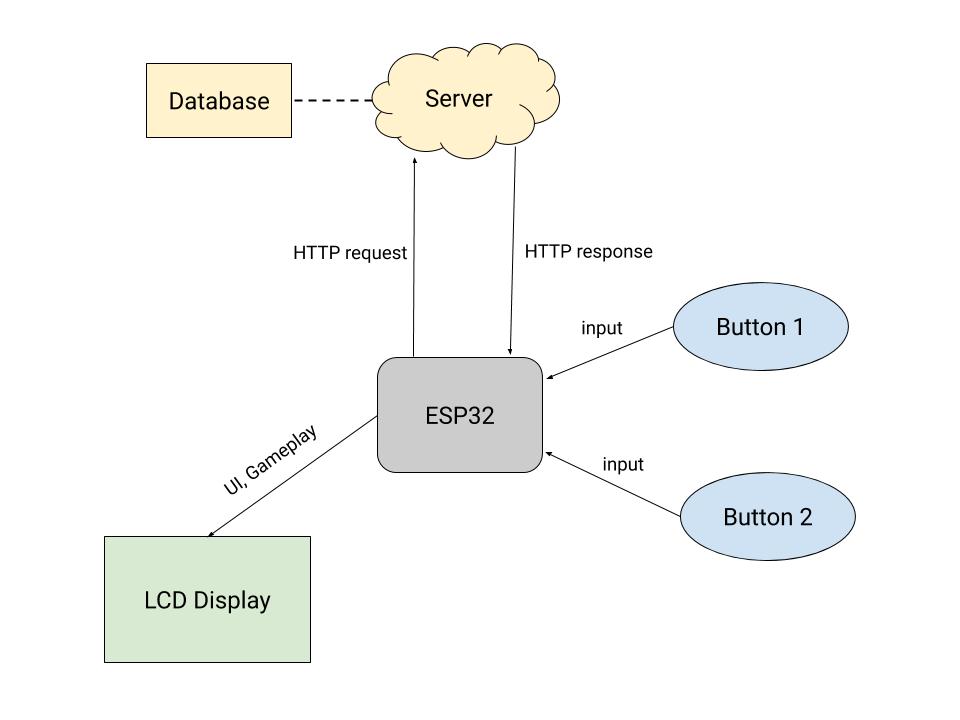 Database
Server
HTTP request
HTTP response
input
Button 1
ESP32
UI, Gameplay
input
Button 2
LCD Display